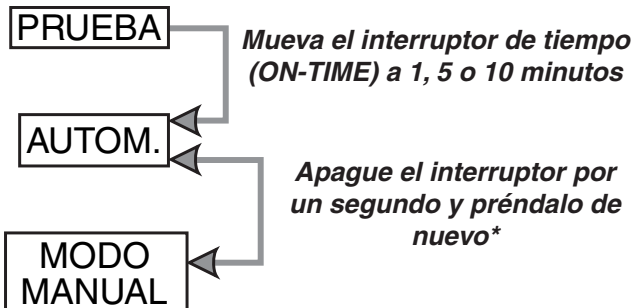 PRUEBA
Mueva el interruptor de tiempo
(ON-TIME) a 1, 5 o 10 minutos
AUTOM.
Apague el interruptor por
un segundo y préndalo de
nuevo*
MODO
MANUAL